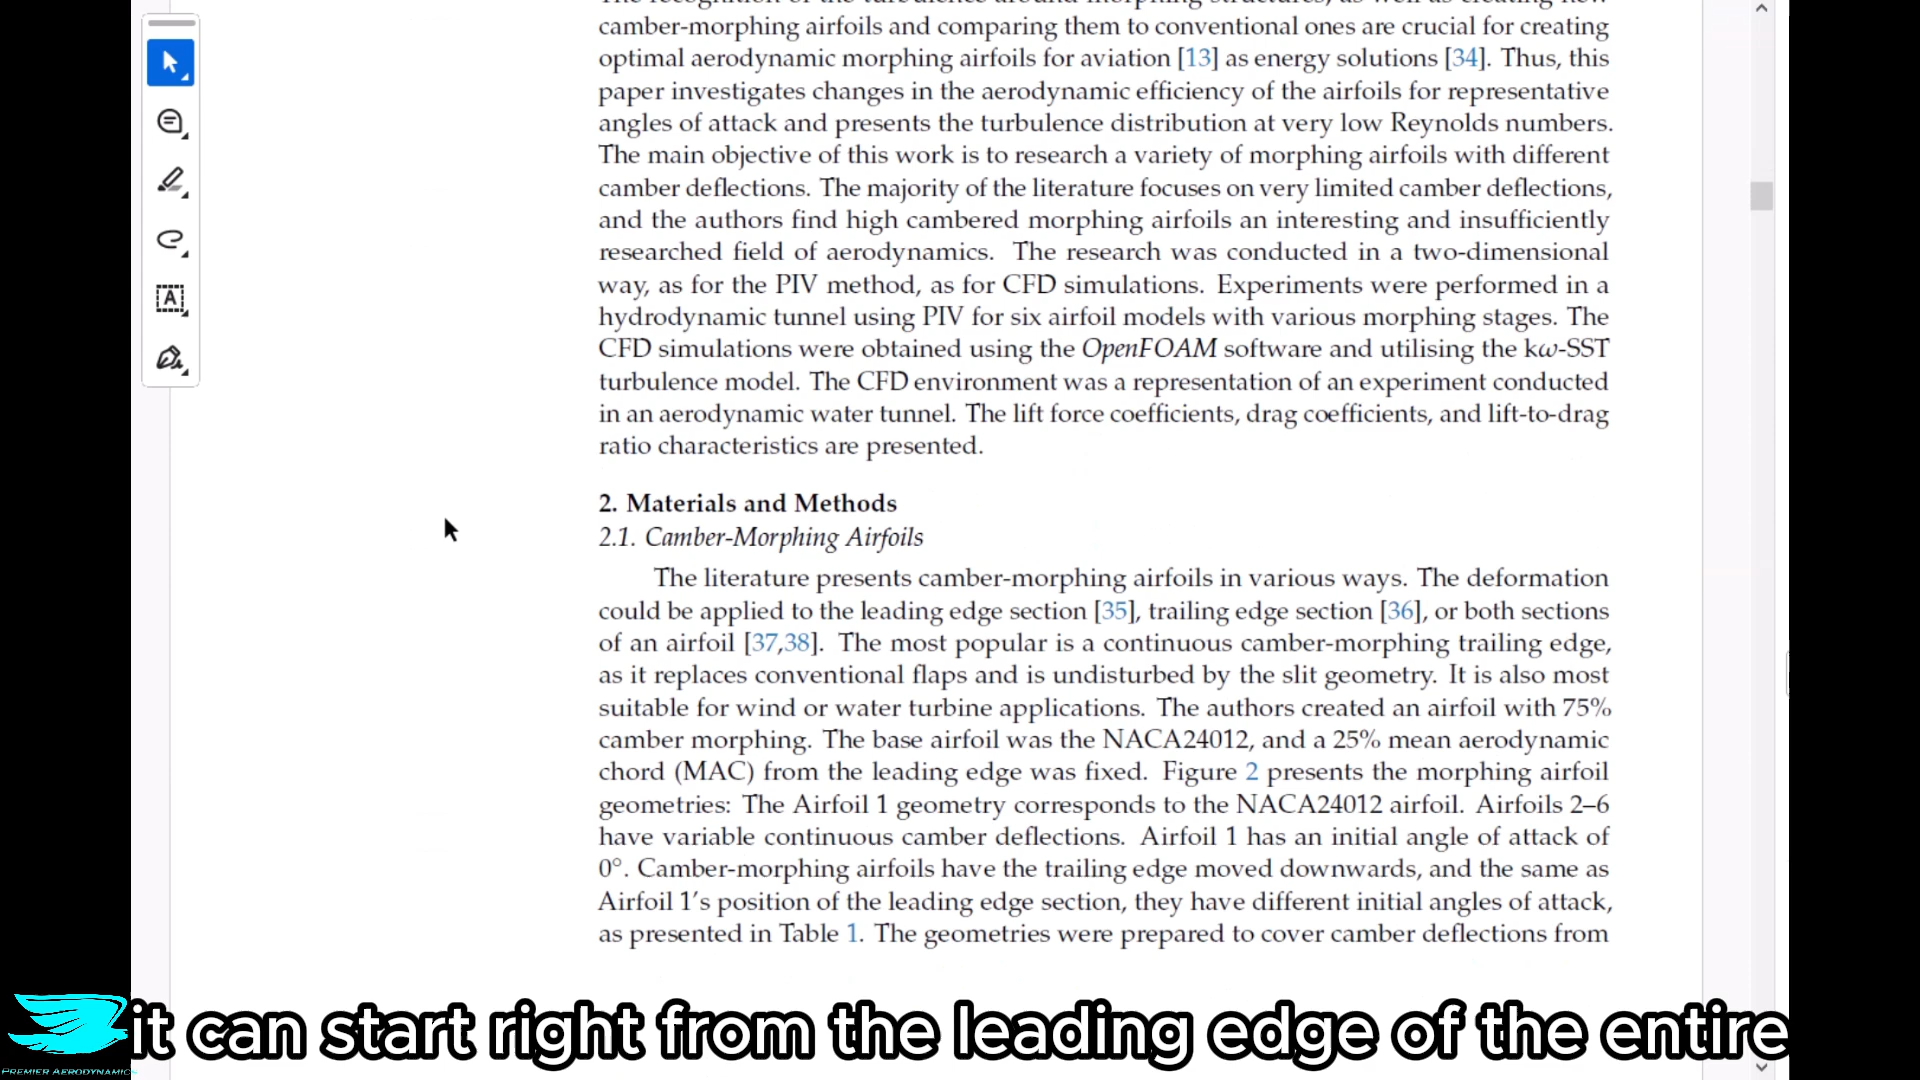 The recognition of the turbulence around morphing structures, as well as creating new
camber-morphing airfoils and comparing them to conventional ones are crucial for creating
optimal aerodynamic morphing airfoils for aviation [13] as energy solutions [34]. Thus, this
paper investigates changes in the aerodynamic efficiency of the airfoils for representative
angles of attack and presents the turbulence distribution at very low Reynolds numbers.
The main objective of this work is to research a variety of morphing airfoils with different
camber deflections. The majority of the literature focuses on very limited camber deflections,
and the authors find high cambered morphing airfoils an interesting and insufficiently
researched field of aerodynamics. The research was conducted in a two-dimensional
way, as for the PIV method, as for CFD simulations. Experiments were performed in a
hydrodynamic tunnel using PIV for six airfoil models with various morphing stages. The
CFD simulations were obtained using the OpenFOAM software and utilising the kω-SST
turbulence model. The CFD environment was a representation of an experiment conducted
in an aerodynamic water tunnel. The lift force coefficients, drag coefficients, and lift-to-drag
ratio characteristics are presented.
2. Materials and Methods
2.1. Camber-Morphing Airfoils
The literature presents camber-morphing airfoils in various ways. The deformation
could be applied to the leading edge section [35], trailing edge section [36], or both sections
of an airfoil [37,38]. The most popular is a continuous camber-morphing trailing edge,
as it replaces conventional flaps and is undisturbed by the slit geometry. It is also most
suitable for wind or water turbine applications. The authors created an airfoil with 75%
camber morphing. The base airfoil was the NACA24012, and a 25% mean aerodynamic
chord (MAC) from the leading edge was fixed. Figure 2 presents the morphing airfoil
geometries: The Airfoil 1 geometry corresponds to the NACA24012 airfoil. Airfoils 2–6
have variable continuous camber deflections. Airfoil 1 has an initial angle of attack of
0°. Camber-morphing airfoils have the trailing edge moved downwards, and the same as
Airfoil 1's position of the leading edge section, they have different initial angles of attack,
as presented in Table 1. The geometries were prepared to cover camber deflections from
it can start right from the leading edge of the entire
PREMIER AERODYNAMICS